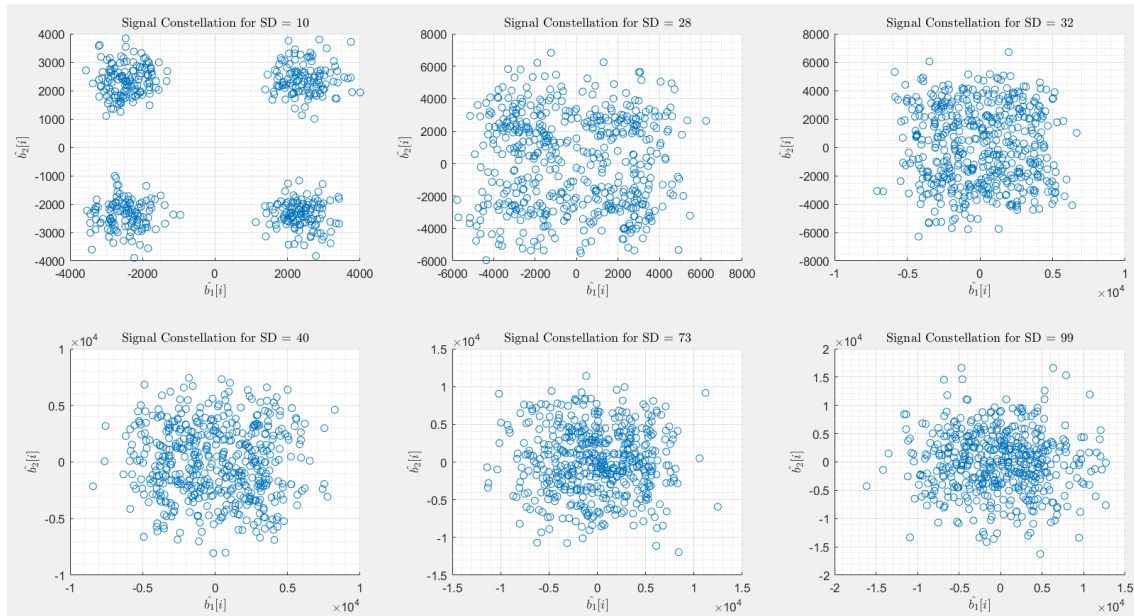 Signal Constellation for SD = 10
4000
3000
2000
1000
0
-1000
-2000
-3000
-4000
-4000 -2000 0 2000 4000
b̂₁[i]
b̂₂[i]
Signal Constellation for SD = 28
8000
6000
4000
2000
0
-2000
-4000
-6000
-6000 -4000 -2000 0 2000 4000 6000 8000
b̂₁[i]
b̂₂[i]
Signal Constellation for SD = 32
8000
6000
4000
2000
0
-2000
-4000
-6000
-8000
-1 -0.5 0 0.5 1
×10⁴
b̂₁[i]
b̂₂[i]
Signal Constellation for SD = 40
×10⁴
1
0.5
0
-0.5
-1
-1 -0.5 0 0.5 1
×10⁴
b̂₁[i]
b̂₂[i]
Signal Constellation for SD = 73
×10⁴
1.5
1
0.5
0
-0.5
-1
-1.5
-1.5 -1 -0.5 0 0.5 1 1.5
×10⁴
b̂₁[i]
b̂₂[i]
Signal Constellation for SD = 99
×10⁴
2
1.5
1
0.5
0
-0.5
-1
-1.5
-2
-2 -1.5 -1 -0.5 0 0.5 1 1.5
×10⁴
b̂₁[i]
b̂₂[i]